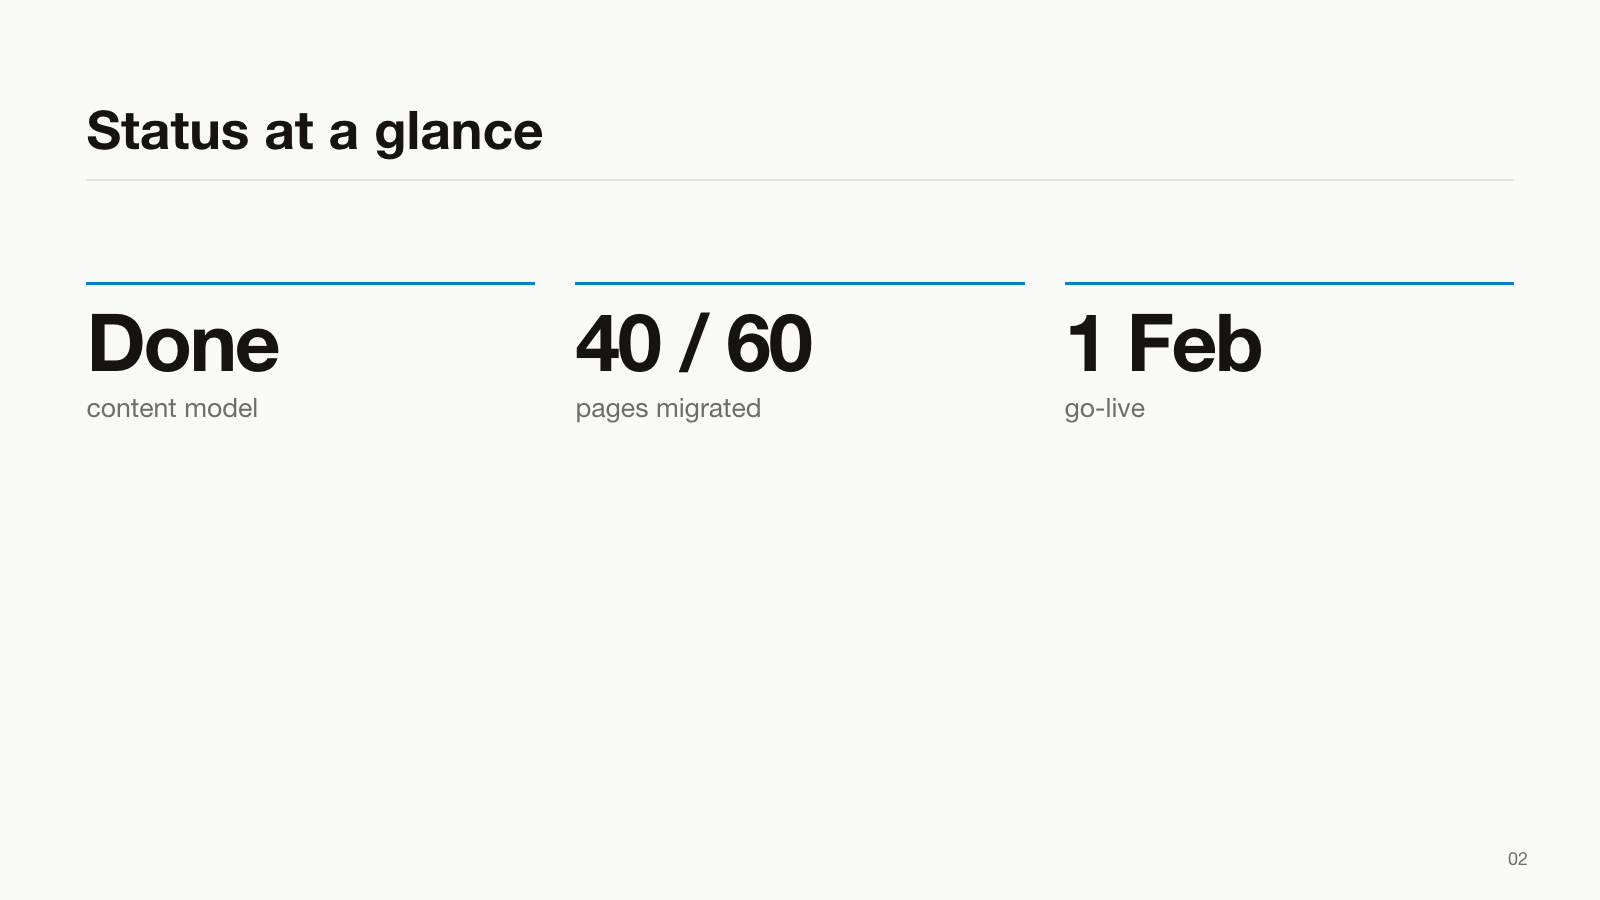 Status at a glance
Done
content model
40 / 60
pages migrated
1 Feb
go-live
02